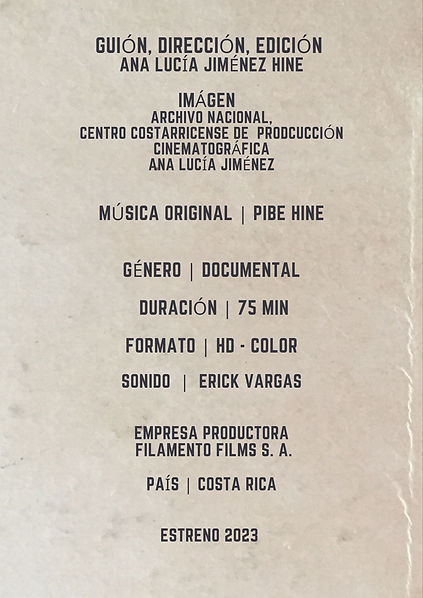 GUIÓN, DIRECCIÓN, EDICIÓN
ANA LUCÍA JIMÉNEZ HINE
IMÁGEN
ARCHIVO NACIONAL,
CENTRO COSTARRICENSE DE PRODCUCCIÓN
CINEMATOGRÁFICA
ANA LUCÍA JIMÉNEZ
MÚSICA ORIGINAL | PIBE HINE
GÉNERO | DOCUMENTAL
DURACIÓN | 75 MIN
FORMATO | HD - COLOR
SONIDO | ERICK VARGAS
EMPRESA PRODUCTORA
FILAMENTO FILMS S. A.
PAÍS | COSTA RICA
ESTRENO 2023